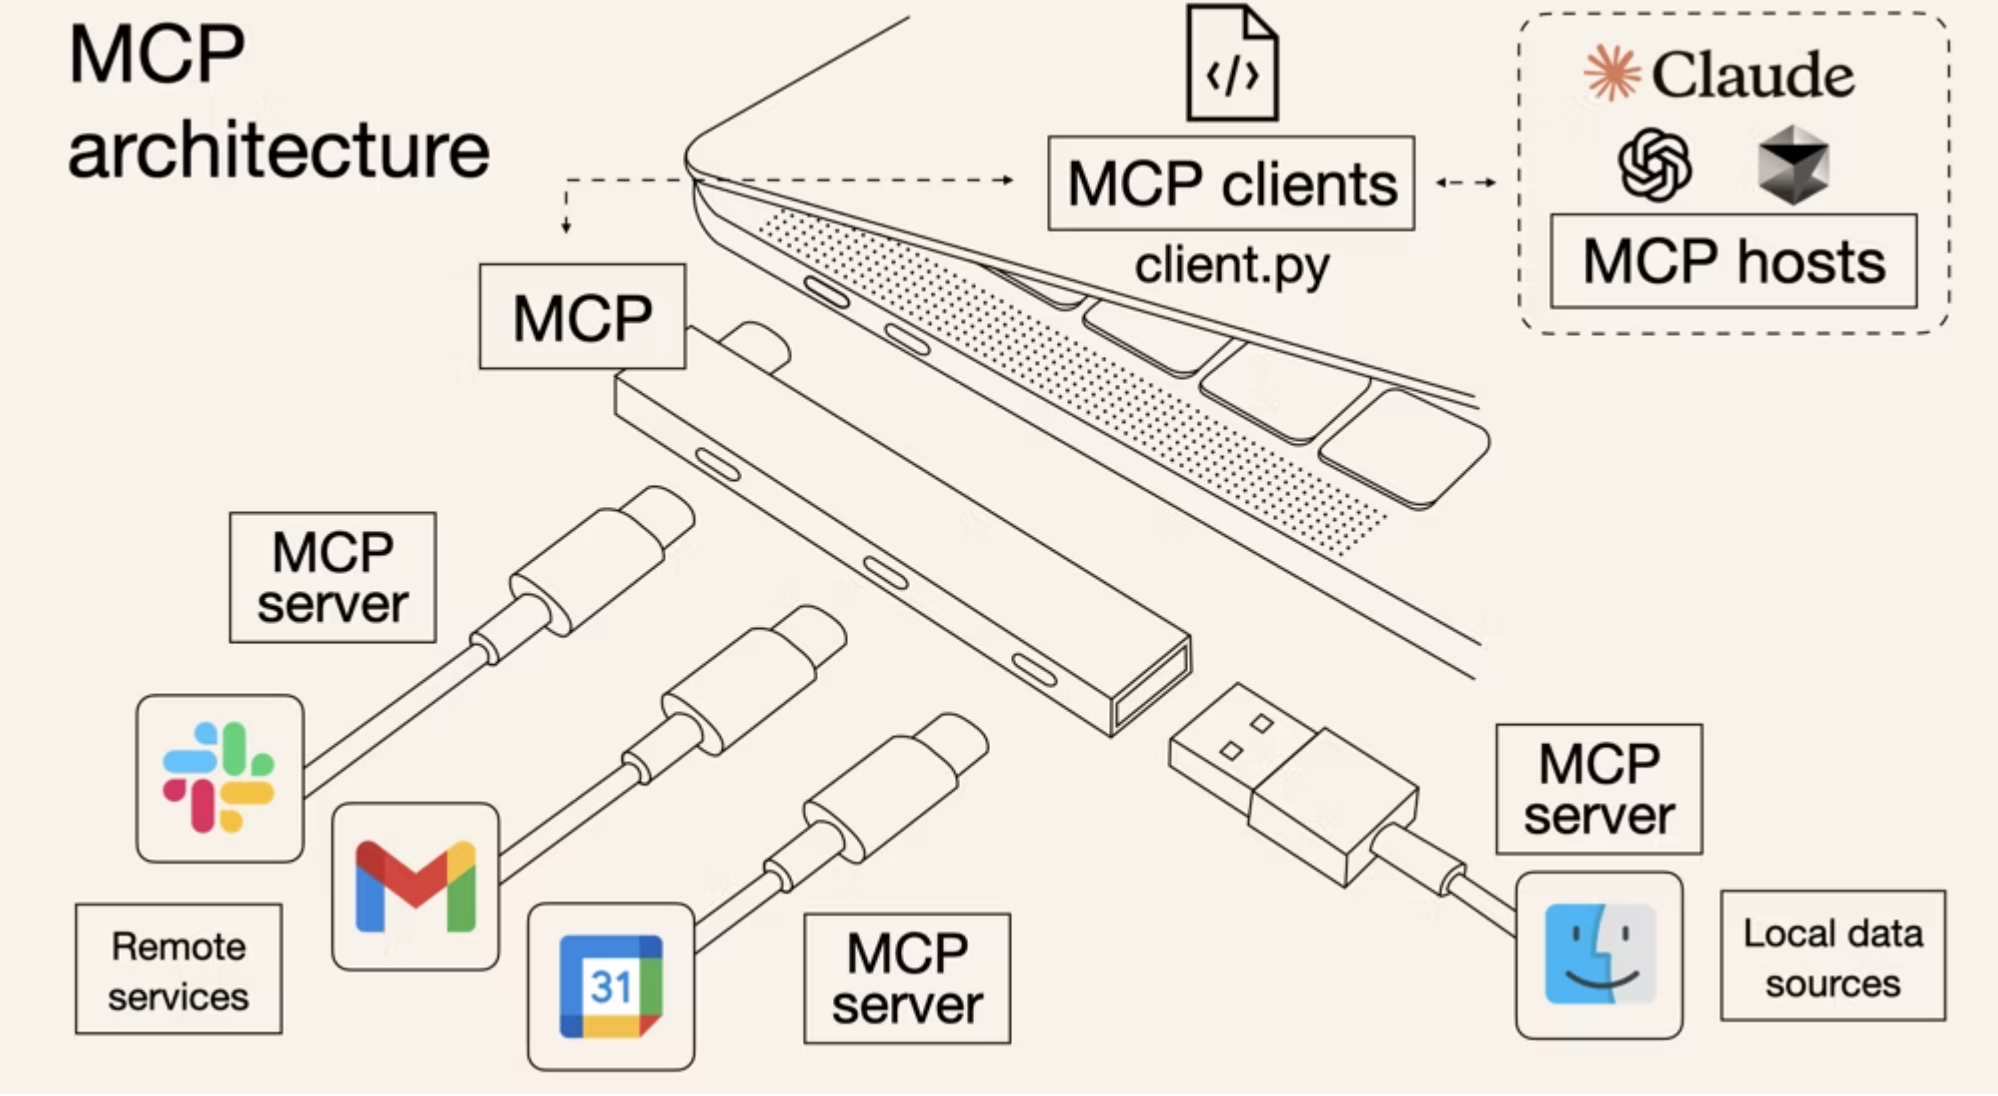 MCP
architecture
</>
MCP clients
client.py
Claude
MCP hosts
MCP
MCP
server
Remote
services
31
MCP
server
MCP
server
Local data
sources